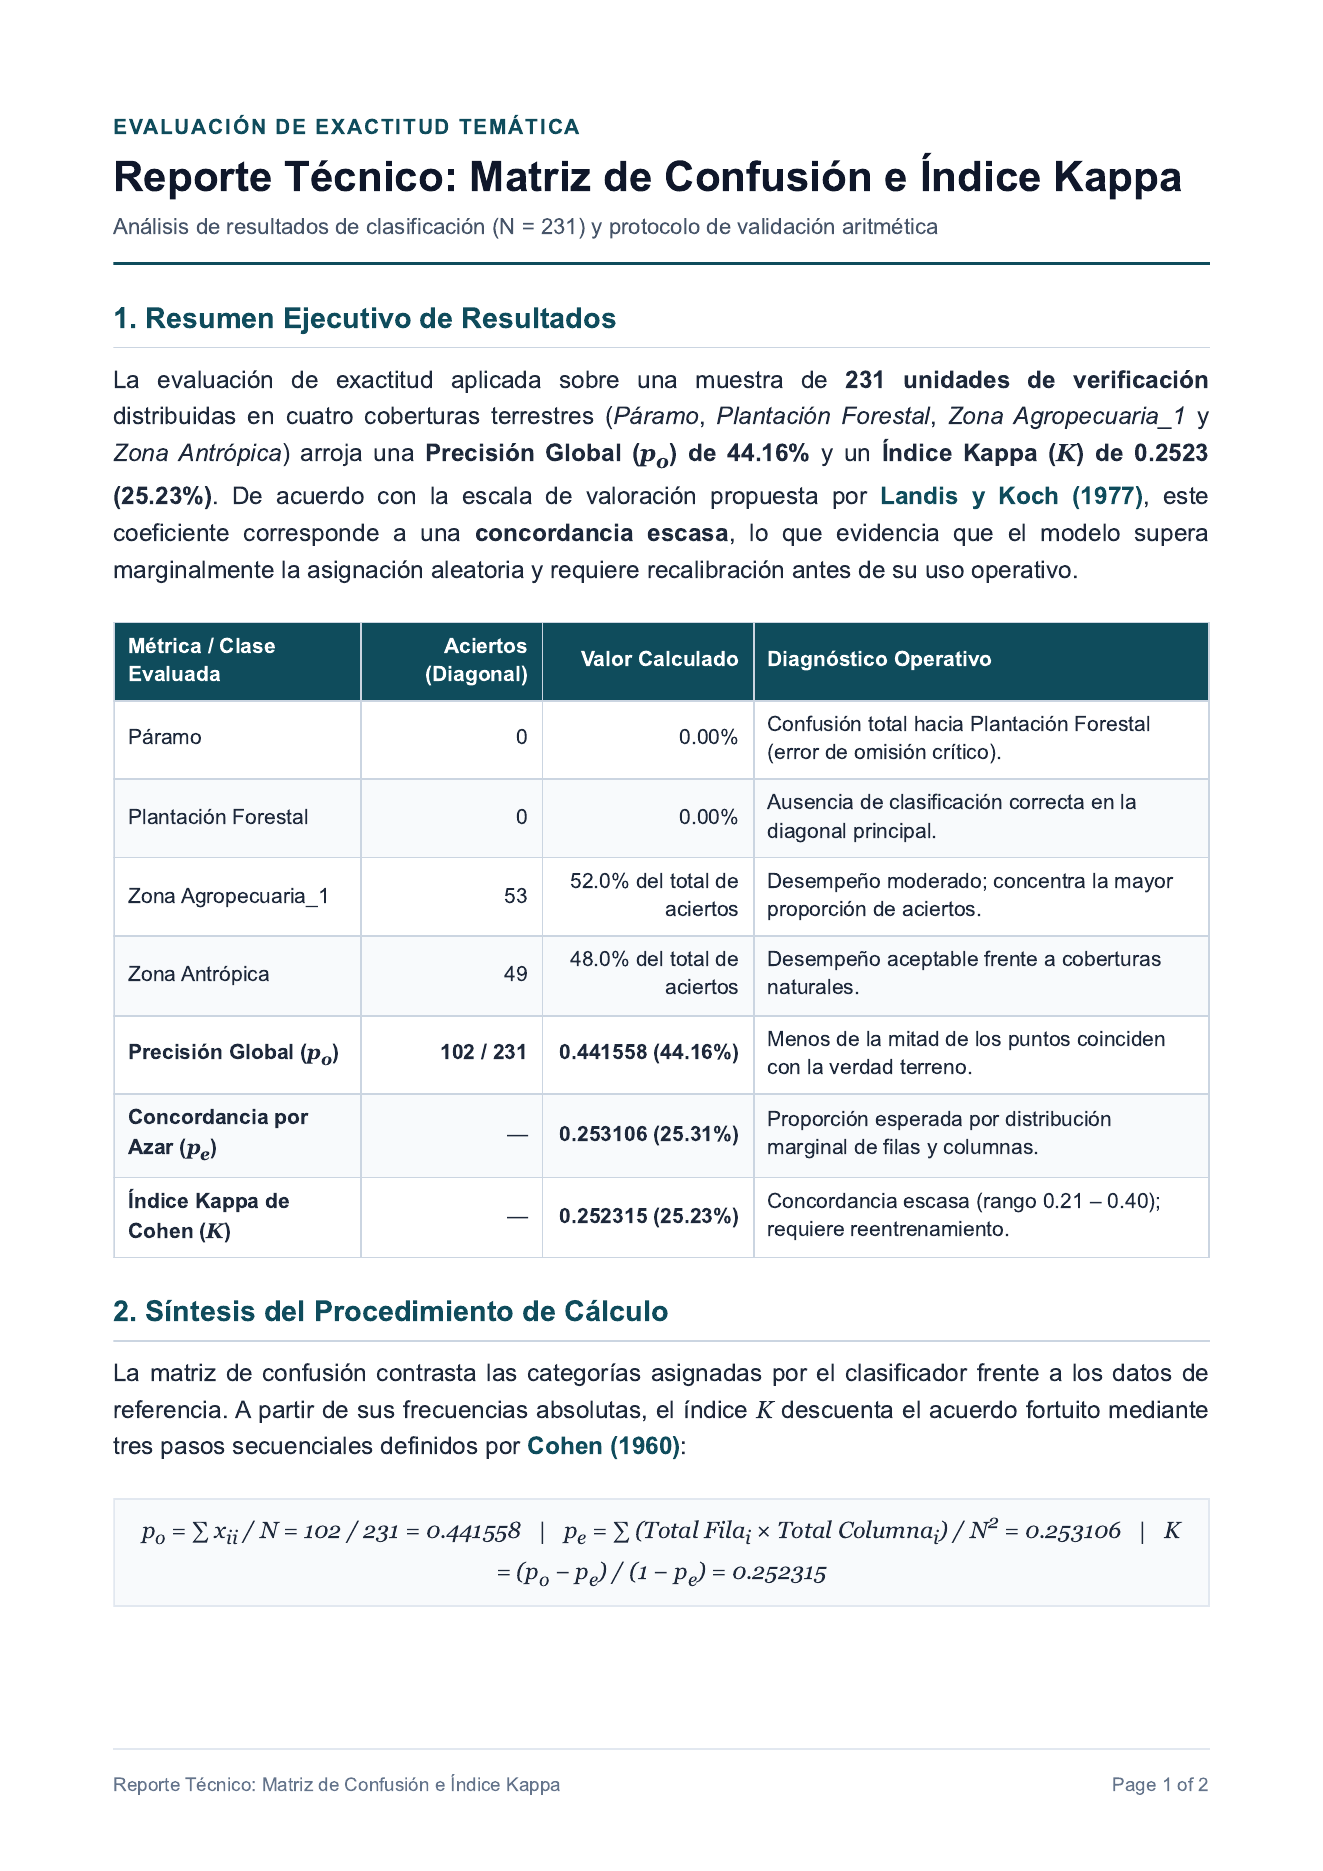 EVALUACIÓN DE EXACTITUD TEMÁTICA
Reporte Técnico: Matriz de Confusión e Índice Kappa
Análisis de resultados de clasificación (N = 231) y protocolo de validación aritmética
1. Resumen Ejecutivo de Resultados
La evaluación de exactitud aplicada sobre una muestra de 231 unidades de verificación
distribuidas en cuatro coberturas terrestres (Páramo, Plantación Forestal, Zona Agropecuaria_1 y
Zona Antrópica) arroja una Precisión Global (pₒ) de 44.16% y un Índice Kappa (K) de 0.2523
(25.23%). De acuerdo con la escala de valoración propuesta por Landis y Koch (1977), este
coeficiente corresponde a una concordancia escasa, lo que evidencia que el modelo supera
marginalmente la asignación aleatoria y requiere recalibración antes de su uso operativo.
Métrica / Clase
Evaluada
Aciertos
(Diagonal)
Valor Calculado
Diagnóstico Operativo
Páramo
0
0.00%
Confusión total hacia Plantación Forestal
(error de omisión crítico).
Plantación Forestal
0
0.00%
Ausencia de clasificación correcta en la
diagonal principal.
Zona Agropecuaria_1
53
52.0% del total de
aciertos
Desempeño moderado; concentra la mayor
proporción de aciertos.
Zona Antrópica
49
48.0% del total de
aciertos
Desempeño aceptable frente a coberturas
naturales.
Precisión Global (pₒ)
102 / 231
0.441558 (44.16%)
Menos de la mitad de los puntos coinciden
con la verdad terreno.
Concordancia por
Azar (pₑ)
—
0.253106 (25.31%)
Proporción esperada por distribución
marginal de filas y columnas.
Índice Kappa de
Cohen (K)
—
0.252315 (25.23%)
Concordancia escasa (rango 0.21 – 0.40);
requiere reentrenamiento.
2. Síntesis del Procedimiento de Cálculo
La matriz de confusión contrasta las categorías asignadas por el clasificador frente a los datos de
referencia. A partir de sus frecuencias absolutas, el índice K descuenta el acuerdo fortuito mediante
tres pasos secuenciales definidos por Cohen (1960):
pₒ = ∑ xᵢᵢ / N = 102 / 231 = 0.441558 | pₑ = ∑ (Total Filaᵢ × Total Columnaᵢ) / N² = 0.253106 | K
= (pₒ − pₑ) / (1 − pₑ) = 0.252315
Reporte Técnico: Matriz de Confusión e Índice Kappa
Page 1 of 2